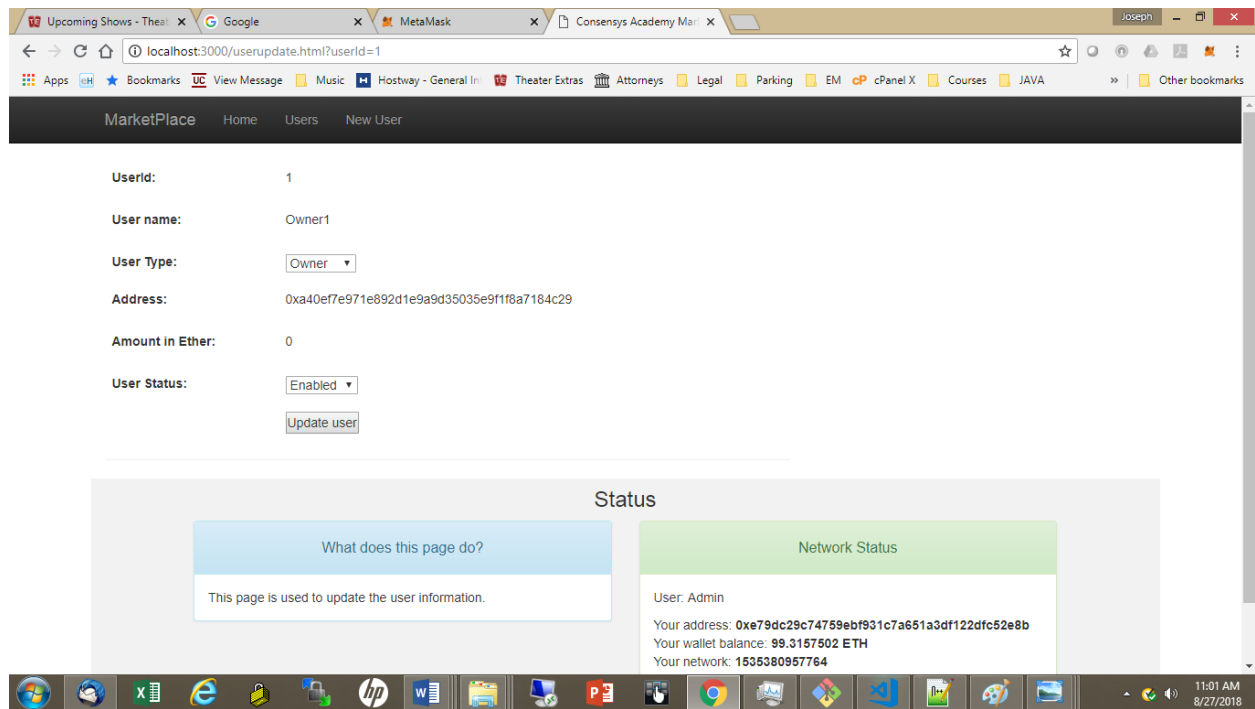 Upcoming Shows - Theat Google MetaMask Consensys Academy Mar Joseph
localhost:3000/userupdate.html?userId=1
Apps eH Bookmarks UC View Message Music H Hostway - General In Theater Extras Attorneys Legal Parking EM cP cPanel X Courses JAVA » Other bookmarks
MarketPlace Home Users New User
UserId: 1
User name: Owner1
User Type: Owner
Address: 0xa40ef7e971e892d1e9a9d35035e9f1f8a7184c29
Amount in Ether: 0
User Status: Enabled
Update user
Status
What does this page do?
This page is used to update the user information.
Network Status
User: Admin
Your address: 0xe79dc29c74759ebf931c7a651a3df122dfc52e8b
Your wallet balance: 99.3157502 ETH
Your network: 1535380957764
11:01 AM
8/27/2018